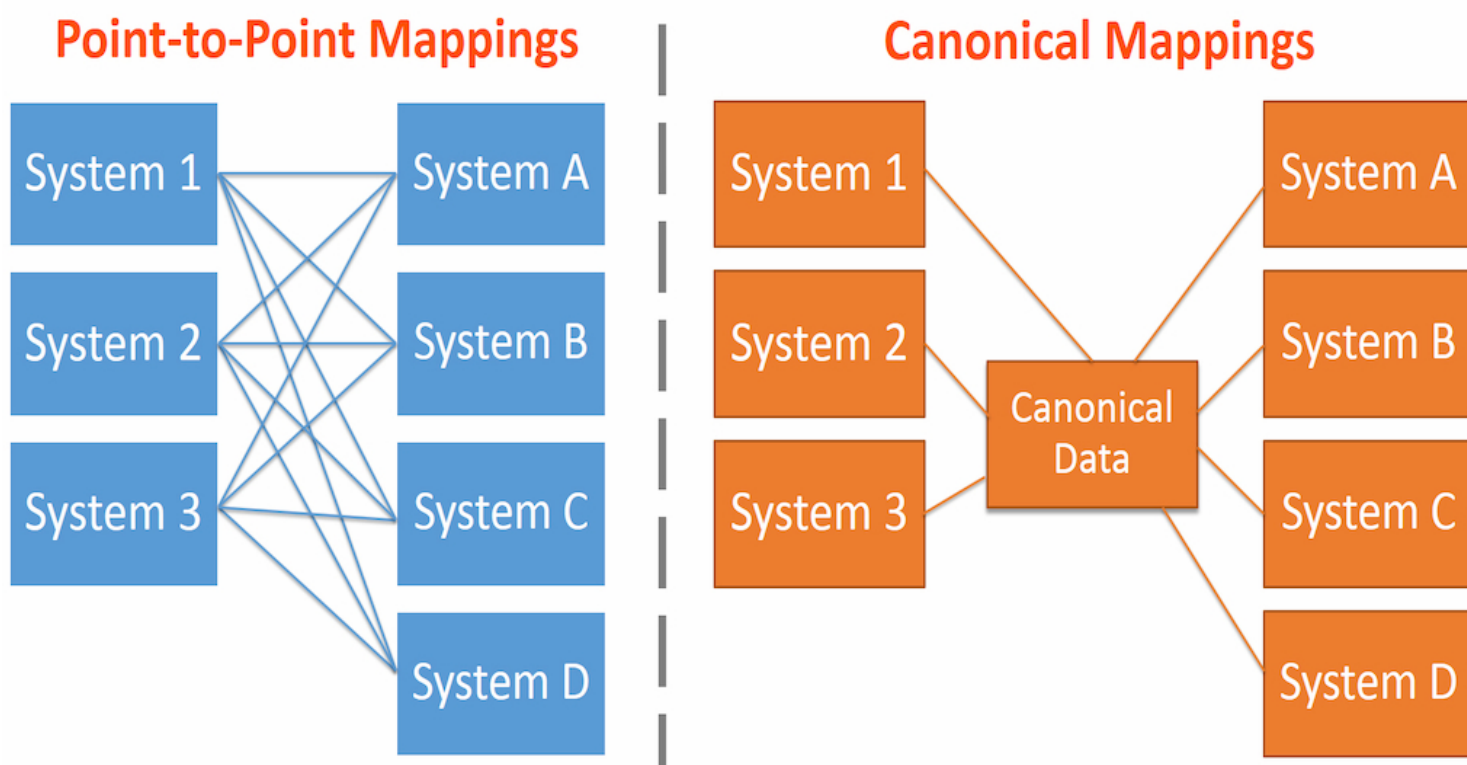 Point-to-Point Mappings
System 1
System A
System 2
System B
System 3
System C
System D
Canonical Mappings
System 1
System A
System 2
System B
Canonical
Data
System 3
System C
System D